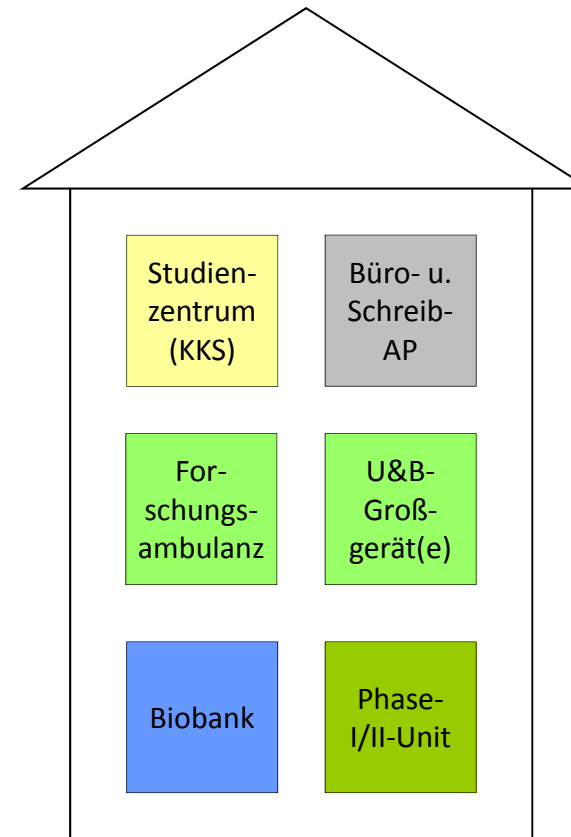 Studien-
zentrum
(KKS)
Büro- u.
Schreib-
AP
For-
schungs-
ambulanz
U&B-
Groß-
gerät(e)
Biobank
Phase-
I/II-Unit